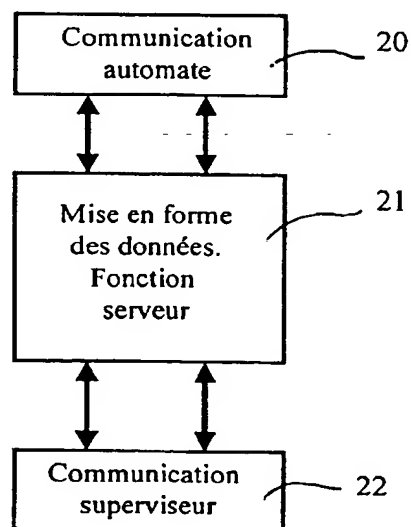 Communication
automate
20
Mise en forme
des données.
Fonction
serveur
21
Communication
superviseur
22